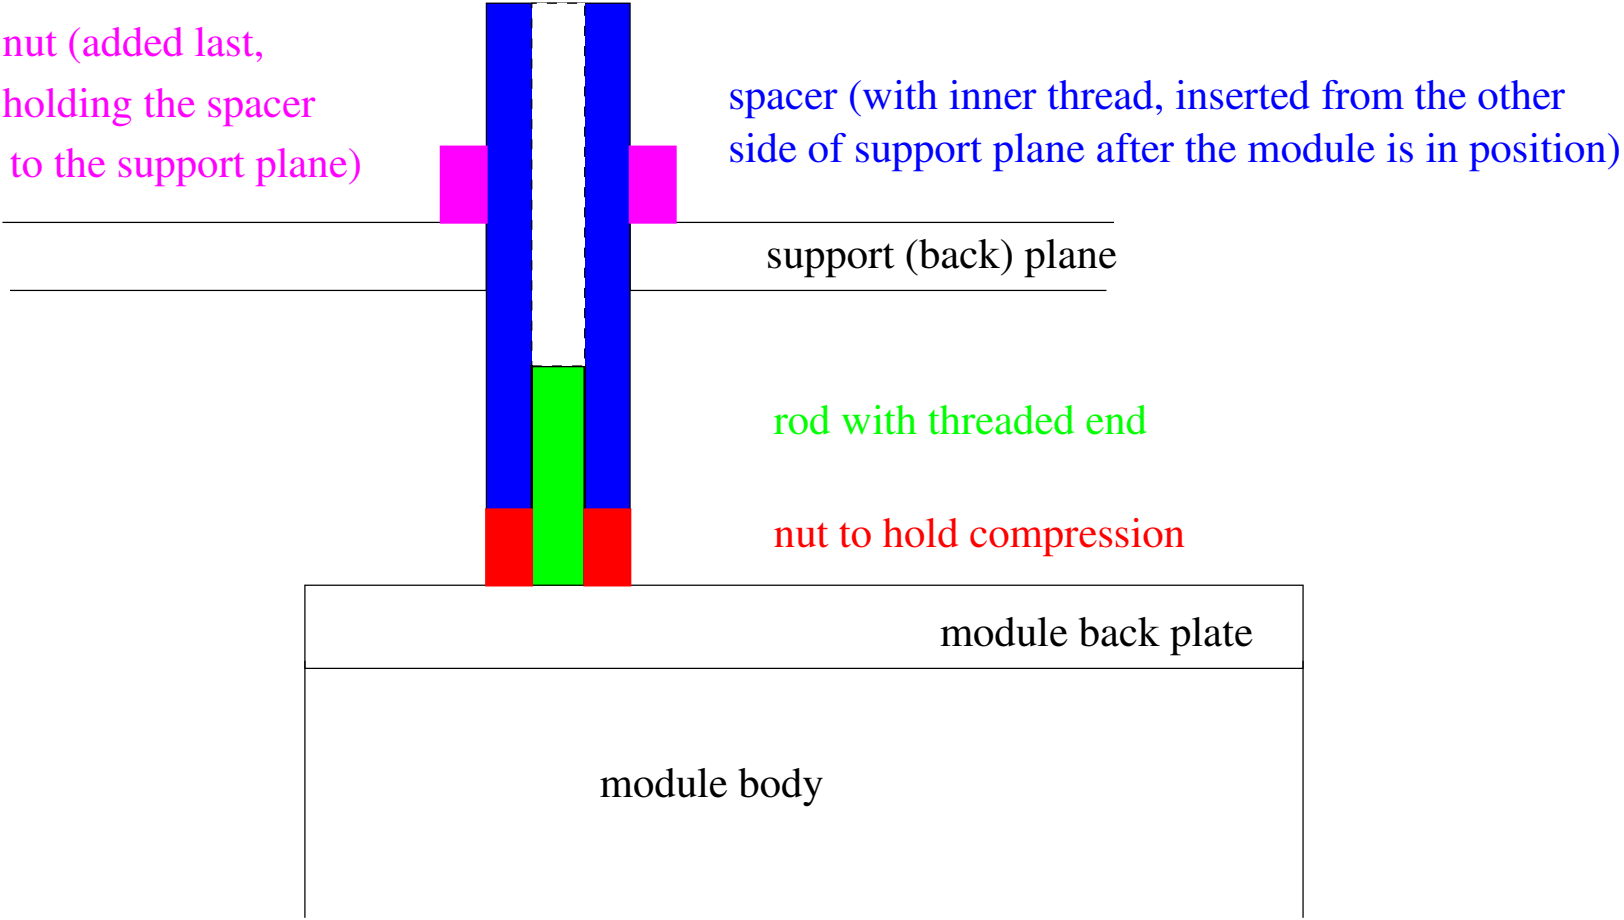 nut (added last,
holding the spacer
to the support plane)
spacer (with inner thread, inserted from the other
side of support plane after the module is in position)
support (back) plane
rod with threaded end
nut to hold compression
module back plate
module body